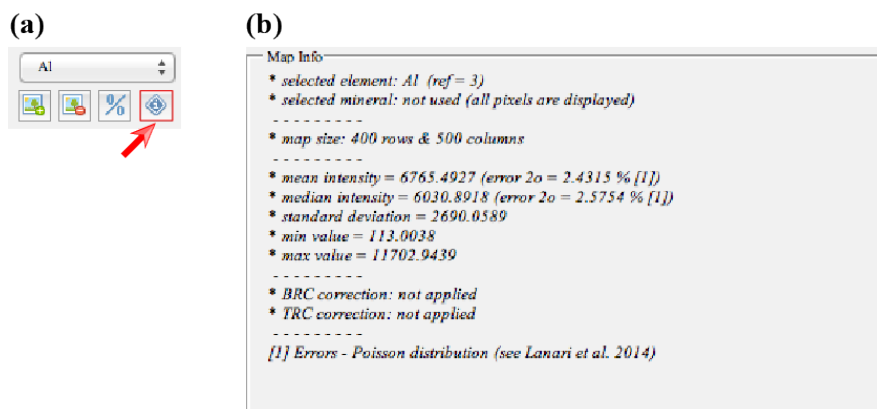 (a)
(b)
Al
Map Info
* selected element: Al (ref = 3)
* selected mineral: not used (all pixels are displayed)
- - - - - - - - -
* map size: 400 rows & 500 columns
- - - - - - - - -
* mean intensity = 6765.4927 (error 2o = 2.4315 % [1])
* median intensity = 6030.8918 (error 2o = 2.5754 % [1])
* standard deviation = 2690.0589
* min value = 113.0038
* max value = 11702.9439
- - - - - - - - -
* BRC correction: not applied
* TRC correction: not applied
- - - - - - - - -
[1] Errors - Poisson distribution (see Lanari et al. 2014)